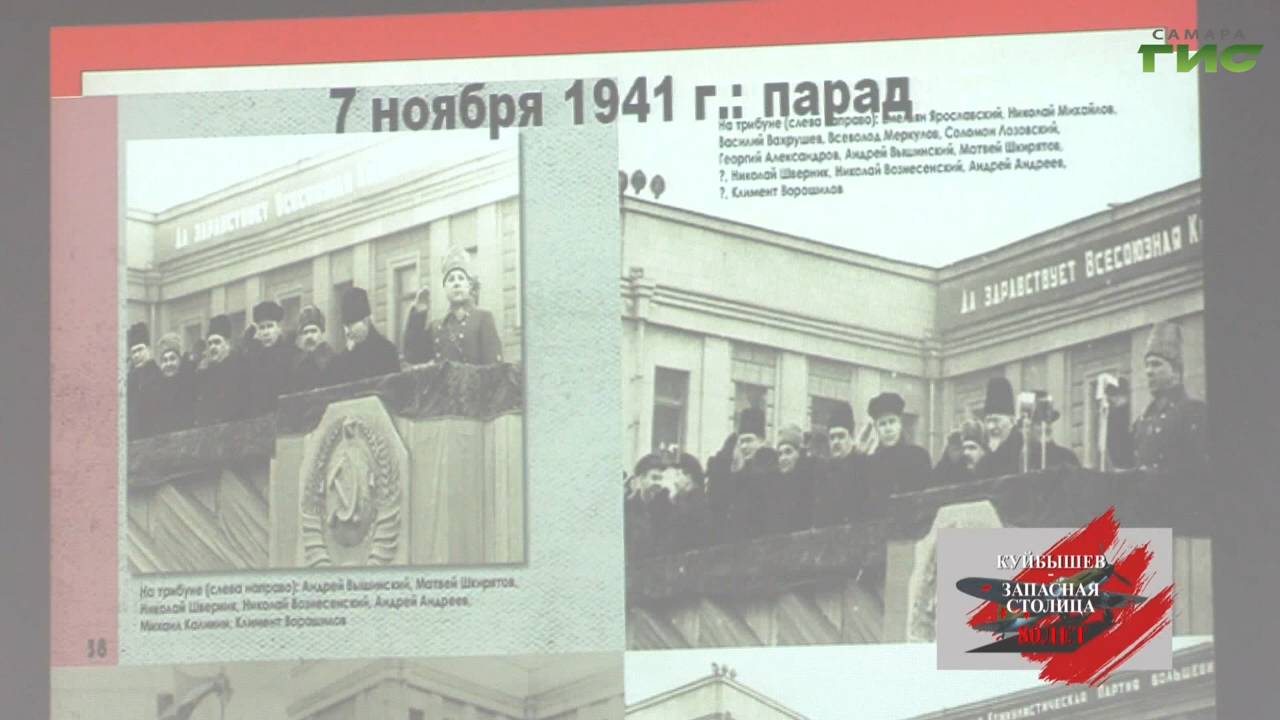 САМАРА
ГИС
7 ноября 1941 г.: парад
На трибуне (слева направо): Емельян Ярославский, Николай Михайлов,
Василий Вахрушев, Всеволод Меркулов, Соломон Лозовский,
Георгий Александров, Андрей Вышинский, Матвей Шкирятов,
?, Николай Шверник, Николай Вознесенский, Андрей Андреев,
?, Климент Ворошилов
ДА ЗДРАВСТВУЕТ ВСЕСОЮЗНАЯ
ДА ЗДРАВСТВУЕТ ВСЕСОЮЗНАЯ К
На трибуне (слева направо): Андрей Вышинский, Матвей Шкирятов,
Николай Шверник, Николай Вознесенский, Андрей Андреев,
Михаил Калинин, Климент Ворошилов
18
КУЙБЫШЕВ
-
ЗАПАСНАЯ
СТОЛИЦА
80 ЛЕТ
ПАРТИЯ БОЛЬШЕВИ